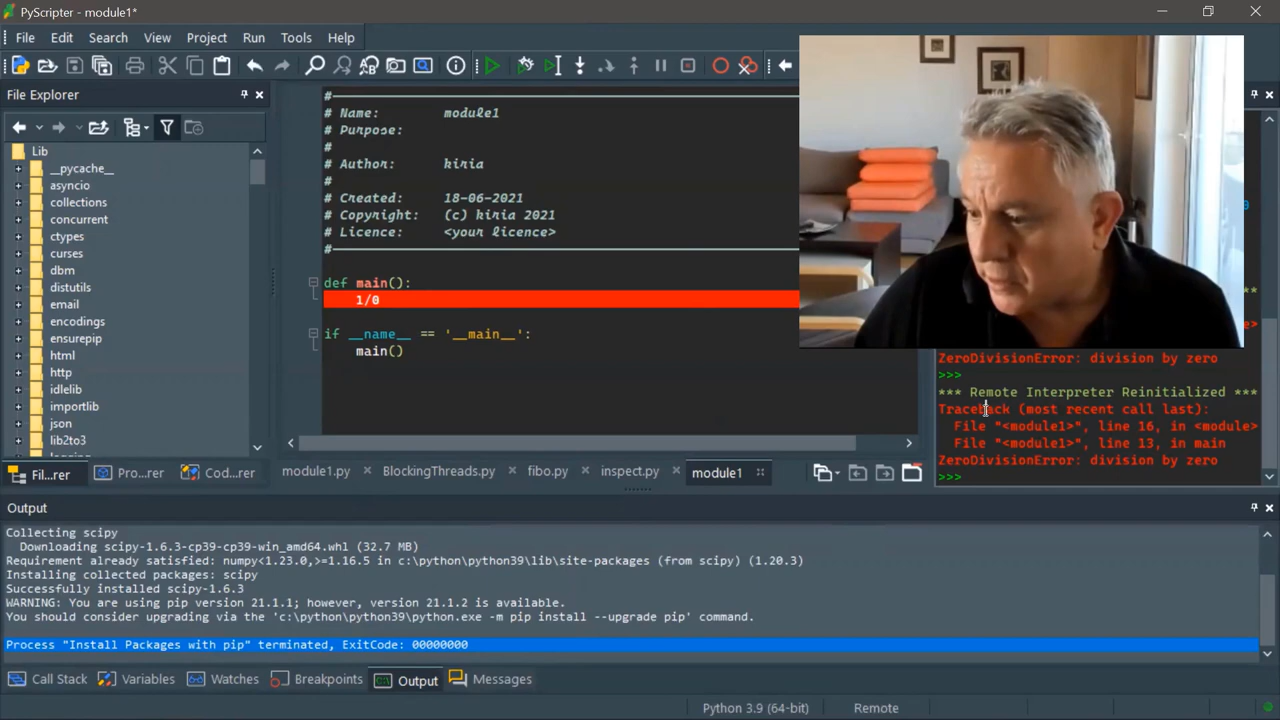 PyScripter - module1*
File Edit Search View Project Run Tools Help
File Explorer
Lib
__pycache__
asyncio
collections
concurrent
ctypes
curses
dbm
distutils
email
encodings
ensurepip
html
http
idlelib
importlib
json
lib2to3
Fil...rer Pro...rer Cod...rer
#
# Name: module1
# Purpose:
#
# Author: kiria
#
# Created: 18-06-2021
# Copyright: (c) kiria 2021
# Licence: <your licence>
#
def main():
1/0
if __name__ == '__main__':
main()
module1.py BlockingThreads.py fibo.py inspect.py module1
ZeroDivisionError: division by zero
>>>
*** Remote Interpreter Reinitialized ***
Traceback (most recent call last):
File "<module1>", line 16, in <module>
File "<module1>", line 13, in main
ZeroDivisionError: division by zero
>>>
Output
Collecting scipy
Downloading scipy-1.6.3-cp39-cp39-win_amd64.whl (32.7 MB)
Requirement already satisfied: numpy<1.23.0,>=1.16.5 in c:\python\python39\lib\site-packages (from scipy) (1.20.3)
Installing collected packages: scipy
Successfully installed scipy-1.6.3
WARNING: You are using pip version 21.1.1; however, version 21.1.2 is available.
You should consider upgrading via the 'c:\python\python39\python.exe -m pip install --upgrade pip' command.
Process "Install Packages with pip" terminated, ExitCode: 00000000
Call Stack Variables Watches Breakpoints Output Messages
Python 3.9 (64-bit) Remote